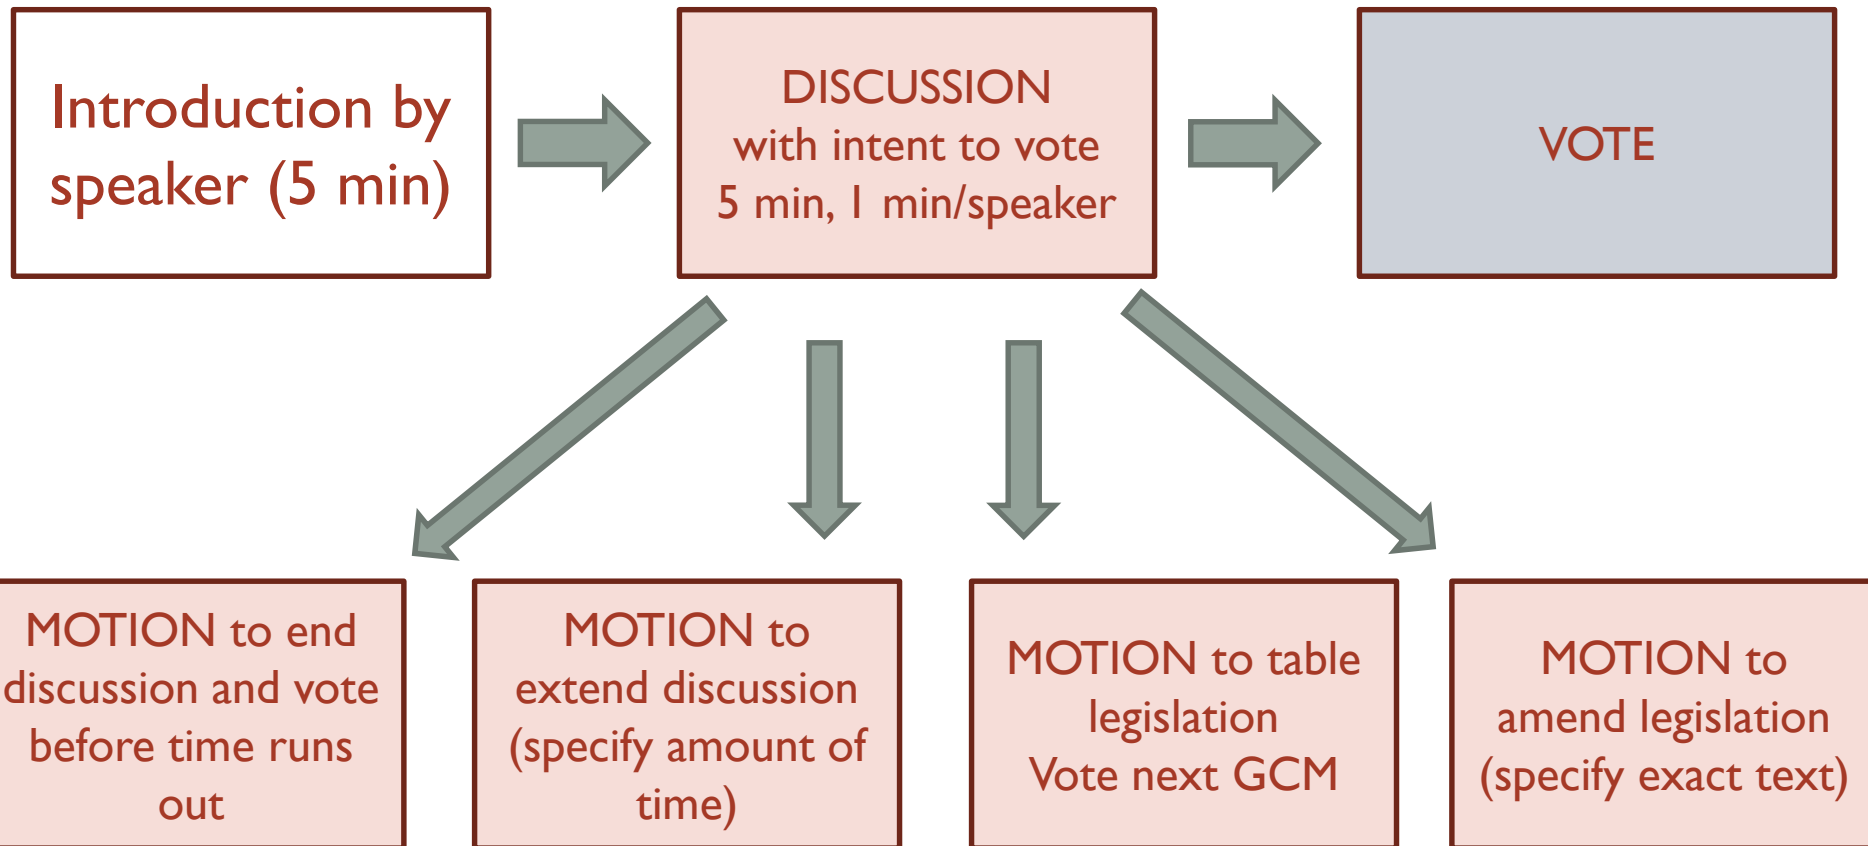 Introduction by
speaker (5 min)
DISCUSSION
with intent to vote
5 min, 1 min/speaker
VOTE
MOTION to end
discussion and vote
before time runs
out
MOTION to
extend discussion
(specify amount of
time)
MOTION to table
legislation
Vote next GCM
MOTION to
amend legislation
(specify exact text)